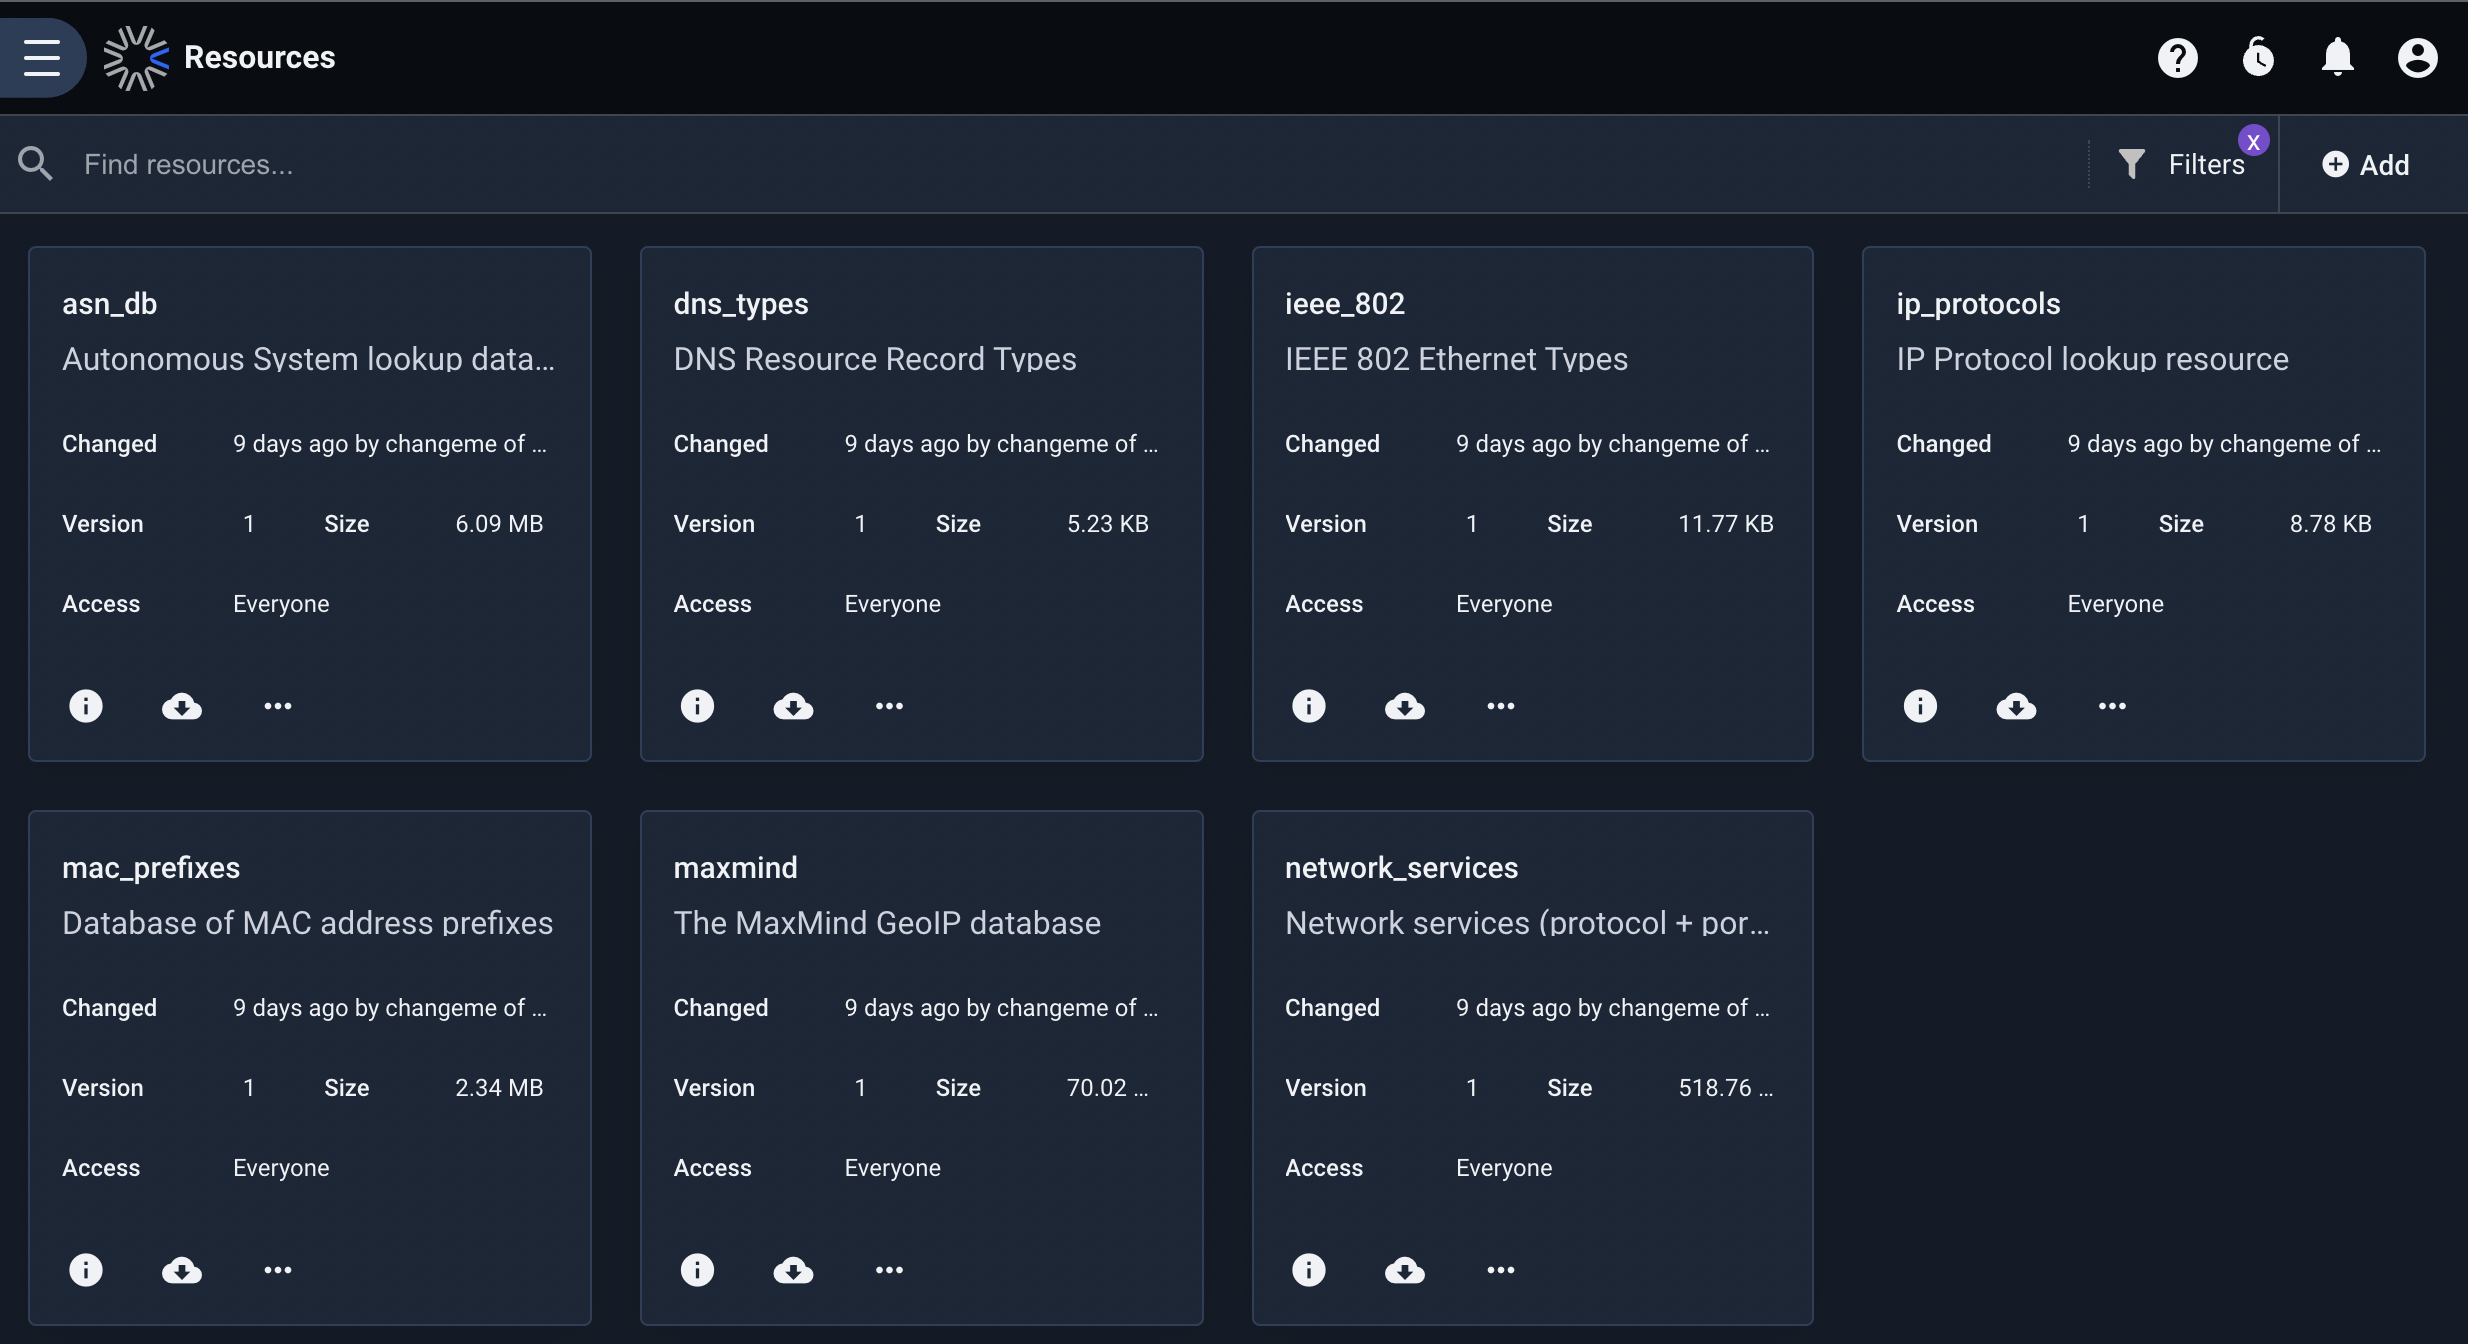 Resources
Find resources...
Filters
X
Add
asn_db
Autonomous System lookup data...
Changed 9 days ago by changeme of ...
Version 1 Size 6.09 MB
Access Everyone
dns_types
DNS Resource Record Types
Changed 9 days ago by changeme of ...
Version 1 Size 5.23 KB
Access Everyone
ieee_802
IEEE 802 Ethernet Types
Changed 9 days ago by changeme of ...
Version 1 Size 11.77 KB
Access Everyone
ip_protocols
IP Protocol lookup resource
Changed 9 days ago by changeme of ...
Version 1 Size 8.78 KB
Access Everyone
mac_prefixes
Database of MAC address prefixes
Changed 9 days ago by changeme of ...
Version 1 Size 2.34 MB
Access Everyone
maxmind
The MaxMind GeoIP database
Changed 9 days ago by changeme of ...
Version 1 Size 70.02 ...
Access Everyone
network_services
Network services (protocol + por...
Changed 9 days ago by changeme of ...
Version 1 Size 518.76 ...
Access Everyone